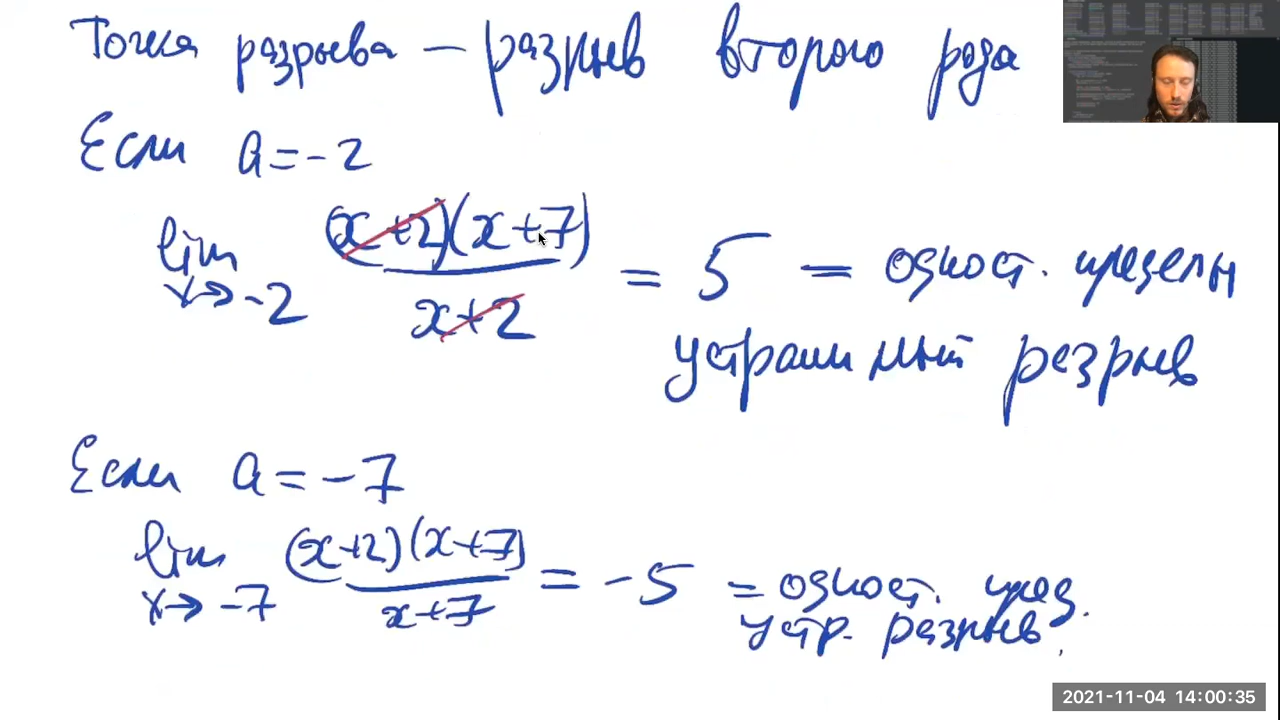 Точка разрыва — разрыв второго рода
Если a = -2
lim x→-2 (x+2)(x+7) / x+2 = 5 = одност. пределы
устранимый разрыв
Если a = -7
lim x→-7 (x+2)(x+7) / x+7 = -5 = одност. пред.
устр. разрыв.
2021-11-04 14:00:35